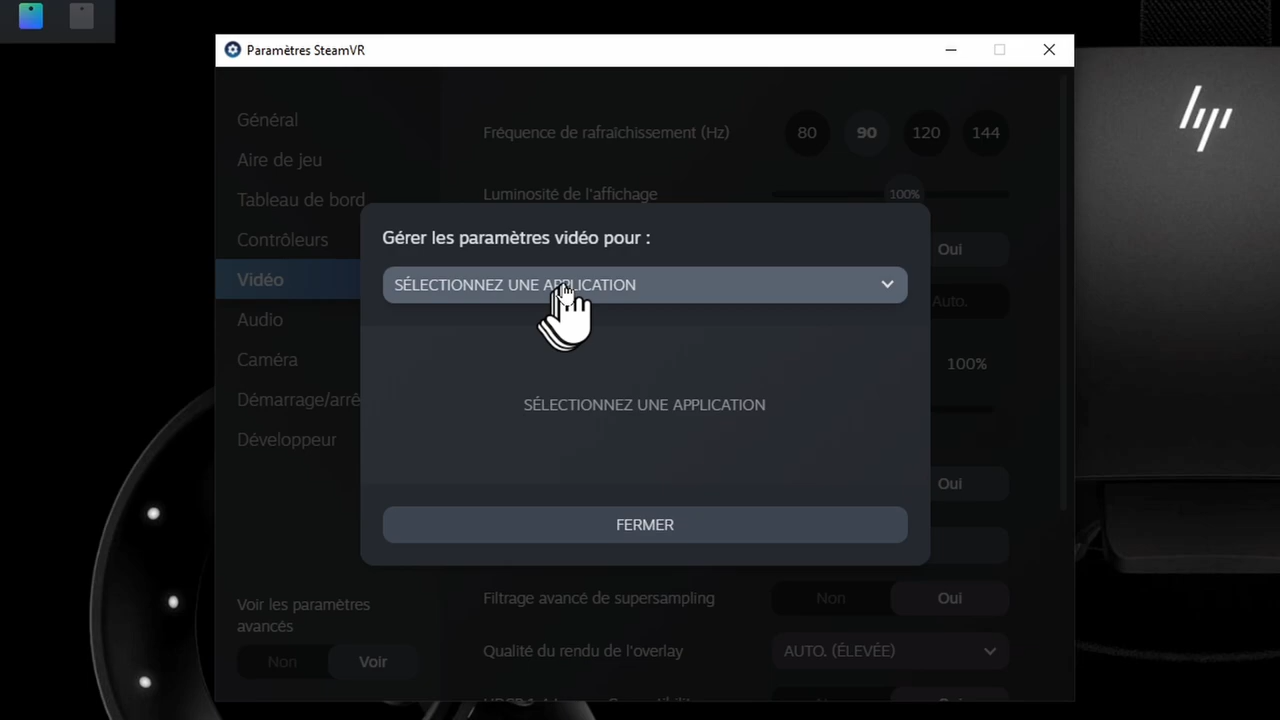 Paramètres SteamVR
hp
Général
Aire de jeu
Tableau de bord
Contrôleurs
Vidéo
Audio
Caméra
Démarrage/arrê
Développeur
Voir les paramètres
avancés
Non Voir
Fréquence de rafraîchissement (Hz) 80 90 120 144
Luminosité de l'affichage 100%
Oui
Auto.
100%
Oui
Gérer les paramètres vidéo pour :
SÉLECTIONNEZ UNE APPLICATION
SÉLECTIONNEZ UNE APPLICATION
FERMER
Filtrage avancé de supersampling Non Oui
Qualité du rendu de l'overlay AUTO. (ÉLEVÉE)